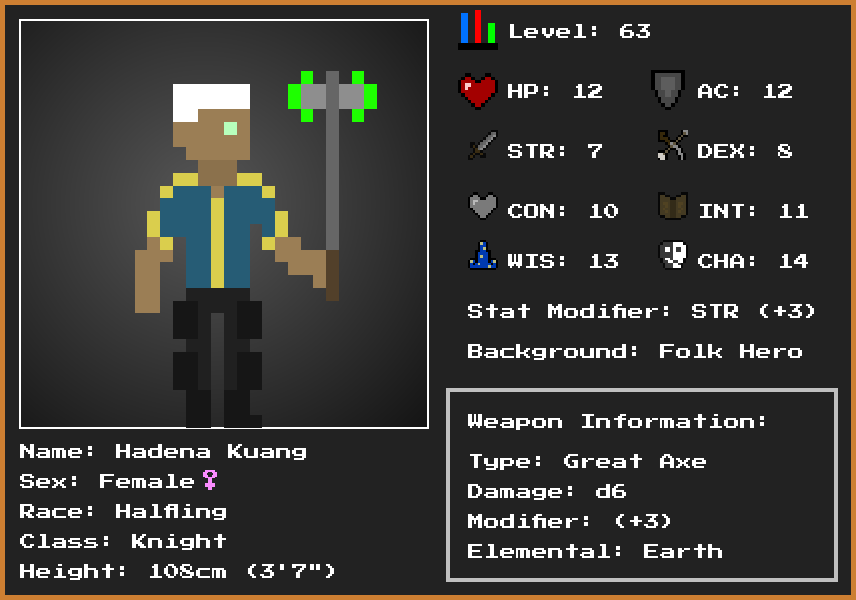 Level: 63
HP: 12
AC: 12
STR: 7
DEX: 8
CON: 10
INT: 11
WIS: 13
CHA: 14
Stat Modifier: STR (+3)
Background: Folk Hero
Weapon Information:
Type: Great Axe
Damage: d6
Modifier: (+3)
Elemental: Earth
Name: Hadena Kuang
Sex: Female♀
Race: Halfling
Class: Knight
Height: 108cm (3'7")